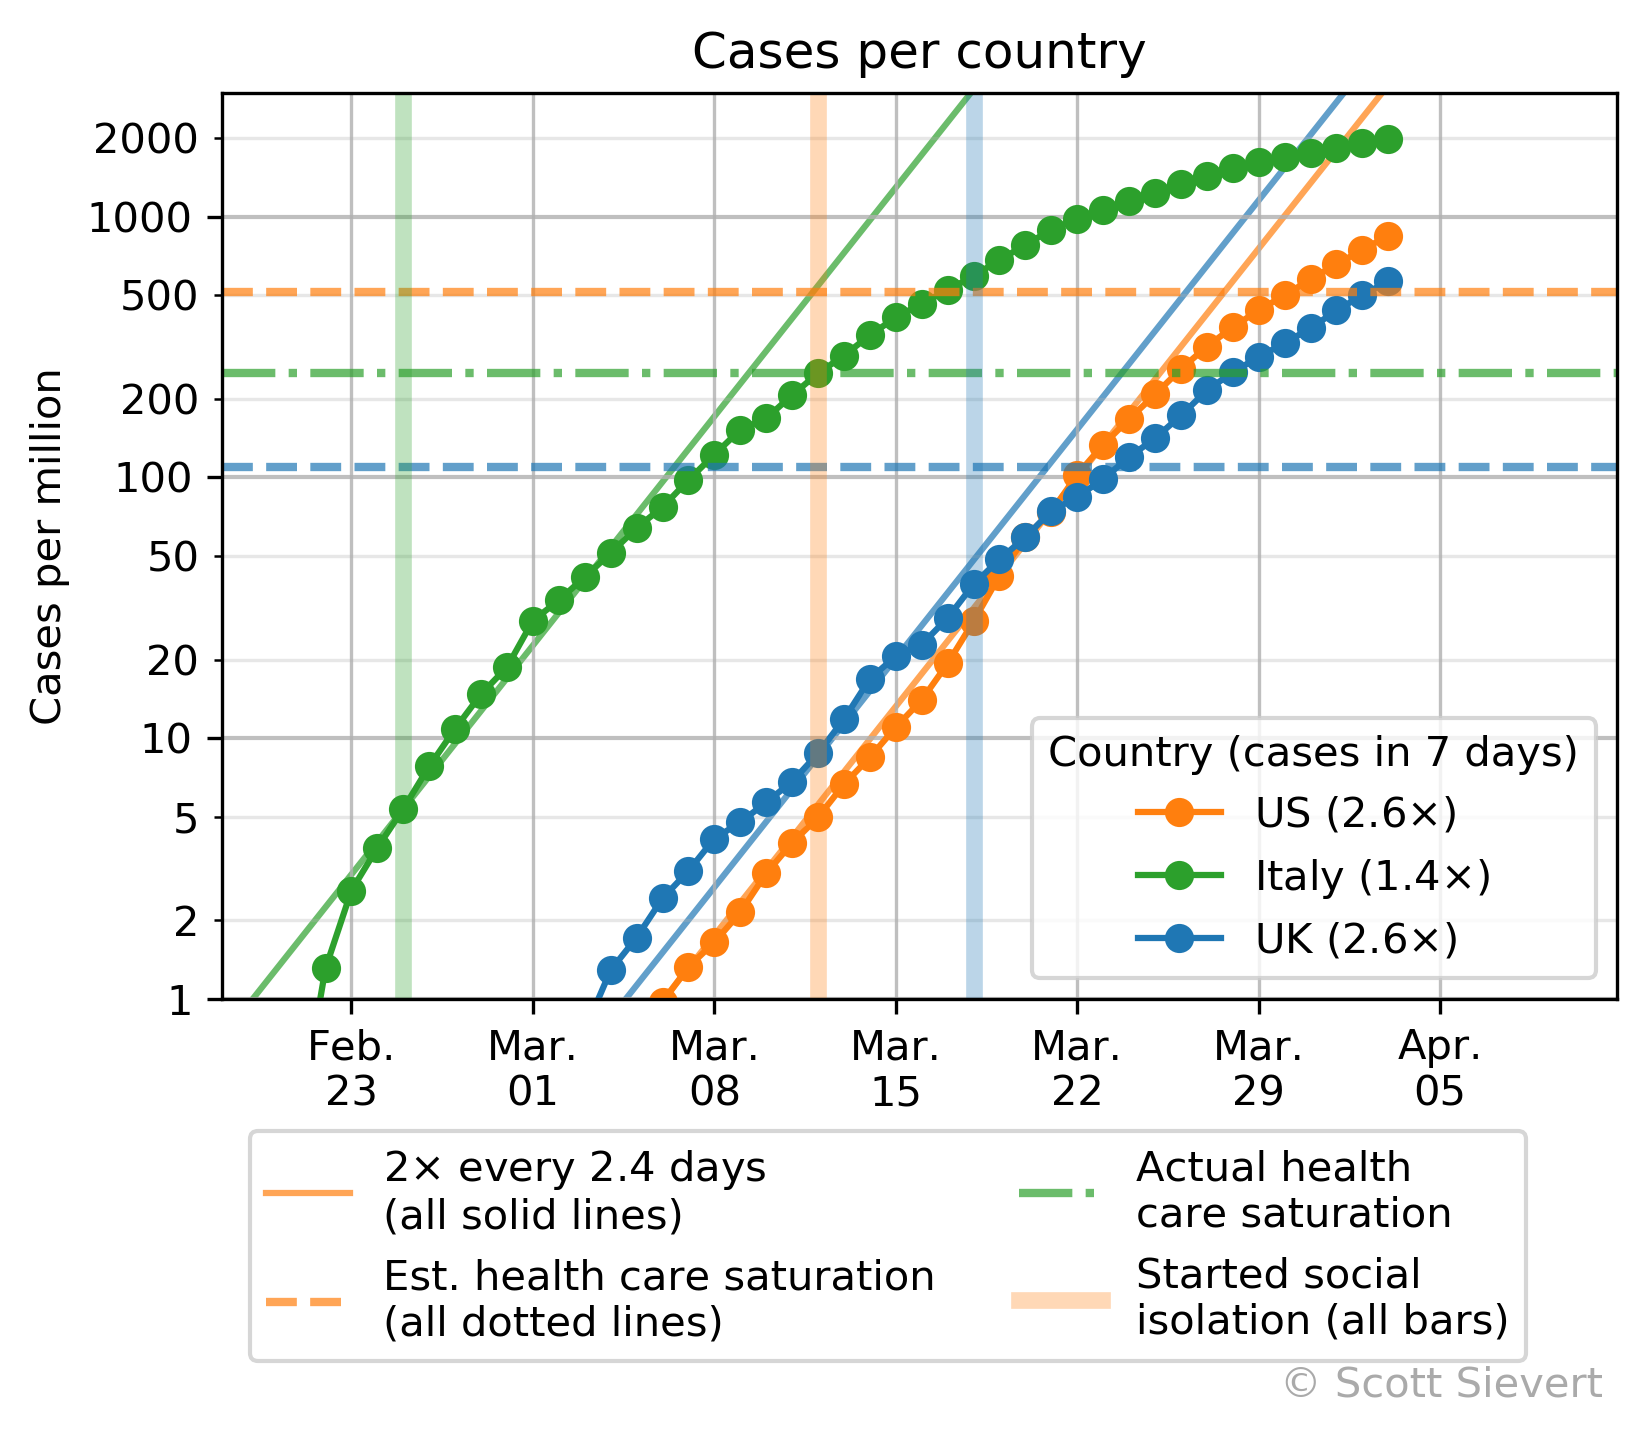 Cases per country
2000
1000
500
200
100
50
20
10
5
2
1
Cases per million
Country (cases in 7 days)
US (2.6×)
Italy (1.4×)
UK (2.6×)
Feb.
23
Mar.
01
Mar.
08
Mar.
15
Mar.
22
Mar.
29
Apr.
05
2× every 2.4 days
(all solid lines)
Est. health care saturation
(all dotted lines)
Actual health
care saturation
Started social
isolation (all bars)
© Scott Sievert